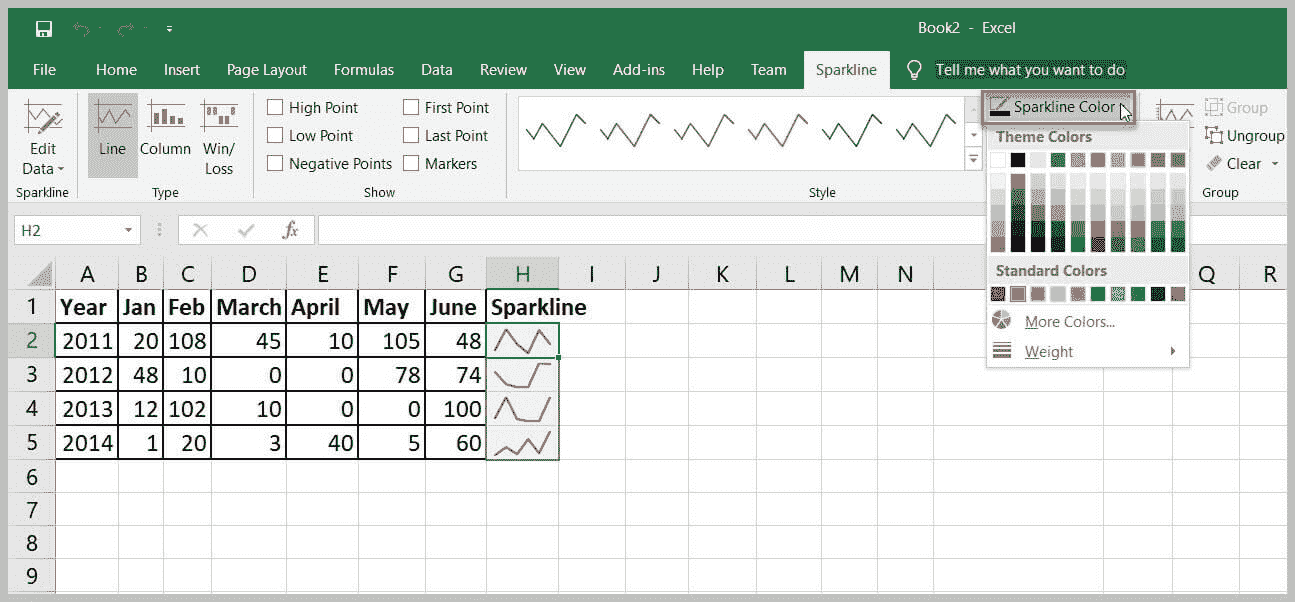 Book2 - Excel
File Home Insert Page Layout Formulas Data Review View Add-ins Help Team Sparkline Tell me what you want to do
Edit
Data
Sparkline
Line Column Win/
Loss
Type
High Point First Point
Low Point Last Point
Negative Points Markers
Show
Style
Sparkline Color
Theme Colors
Standard Colors
More Colors...
Weight
Group
Ungroup
Clear
Group
H2 fx
A B C D E F G H I J K L M N Q R
1 Year Jan Feb March April May June Sparkline
2 2011 20 108 45 10 105 48
3 2012 48 10 0 0 78 74
4 2013 12 102 10 0 0 100
5 2014 1 20 3 40 5 60
6
7
8
9